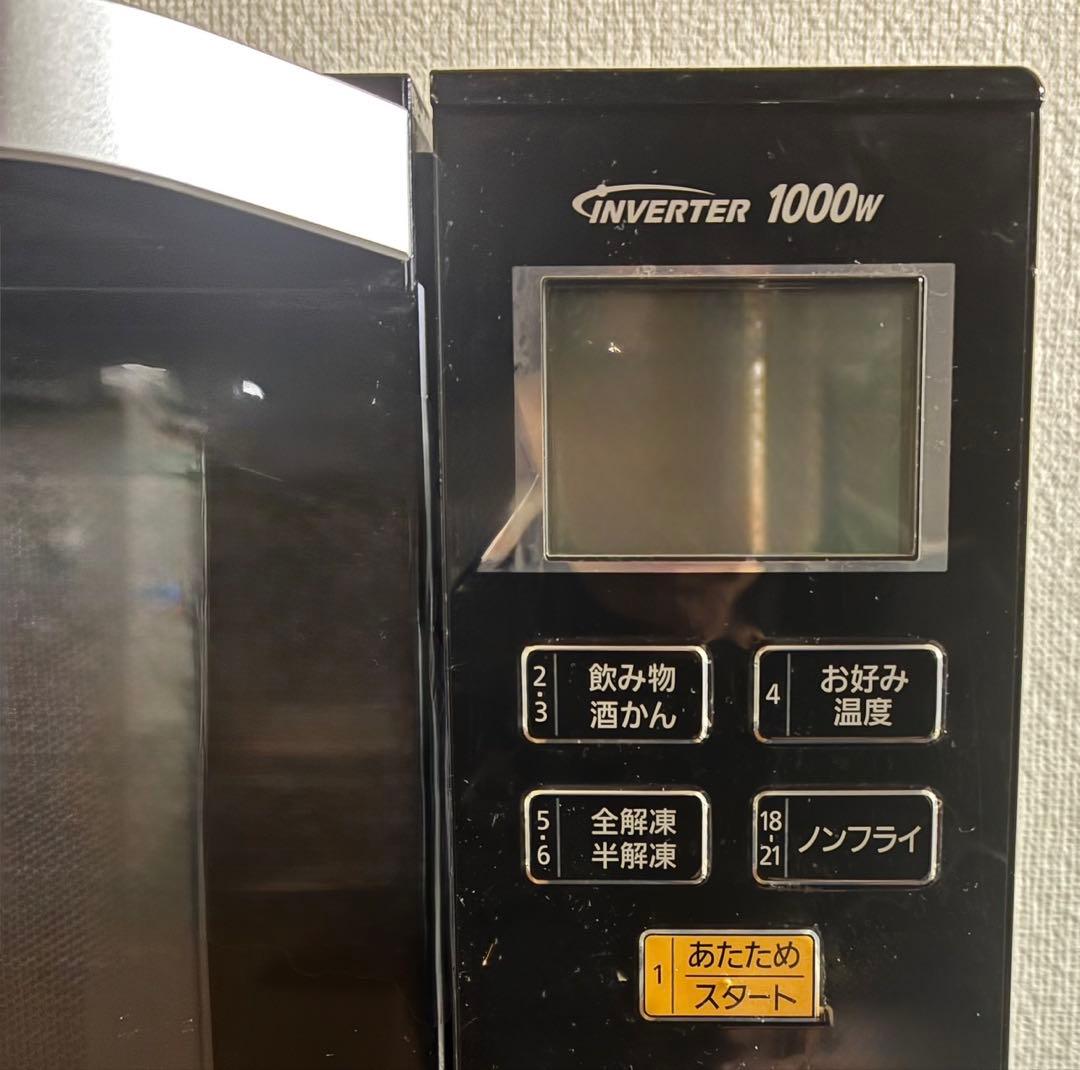 INVERTER 1000W
2・3 飲み物
酒かん
4 お好み
温度
5・6 全解凍
半解凍
18-21 ノンフライ
1 あたため
スタート